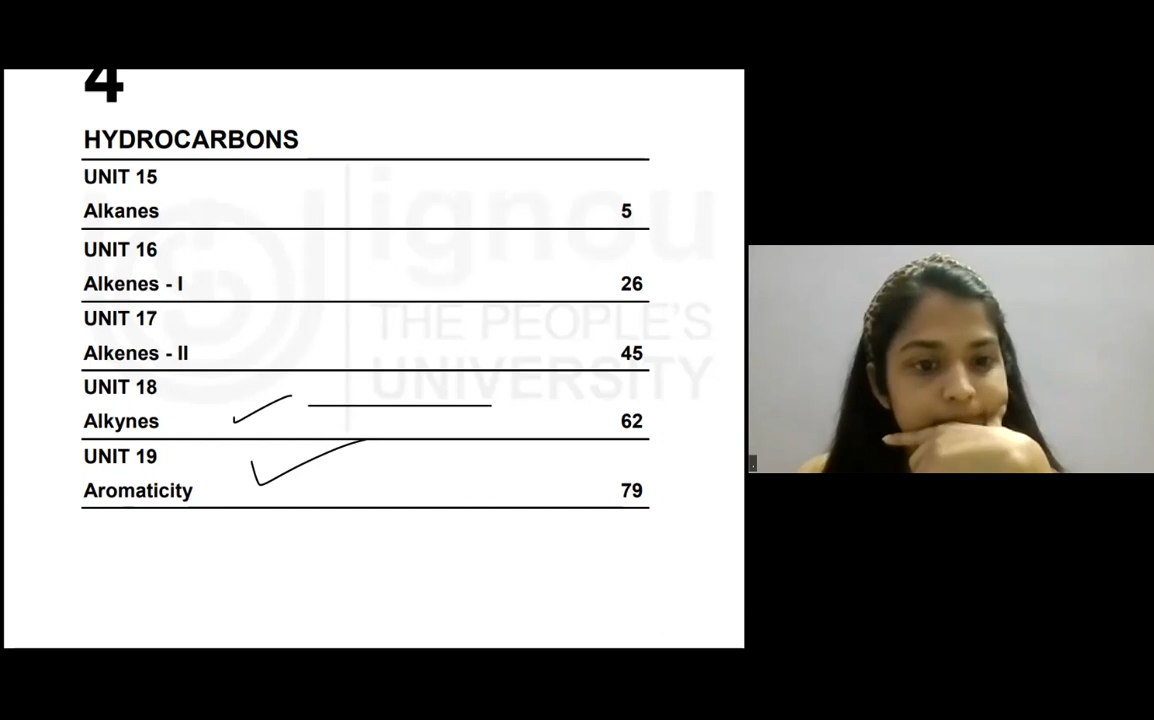 4
HYDROCARBONS
UNIT 15
Alkanes 5
UNIT 16
Alkenes - I 26
UNIT 17
Alkenes - II 45
UNIT 18
Alkynes 62
UNIT 19
Aromaticity 79
ignou
THE PEOPLE'S
UNIVERSITY